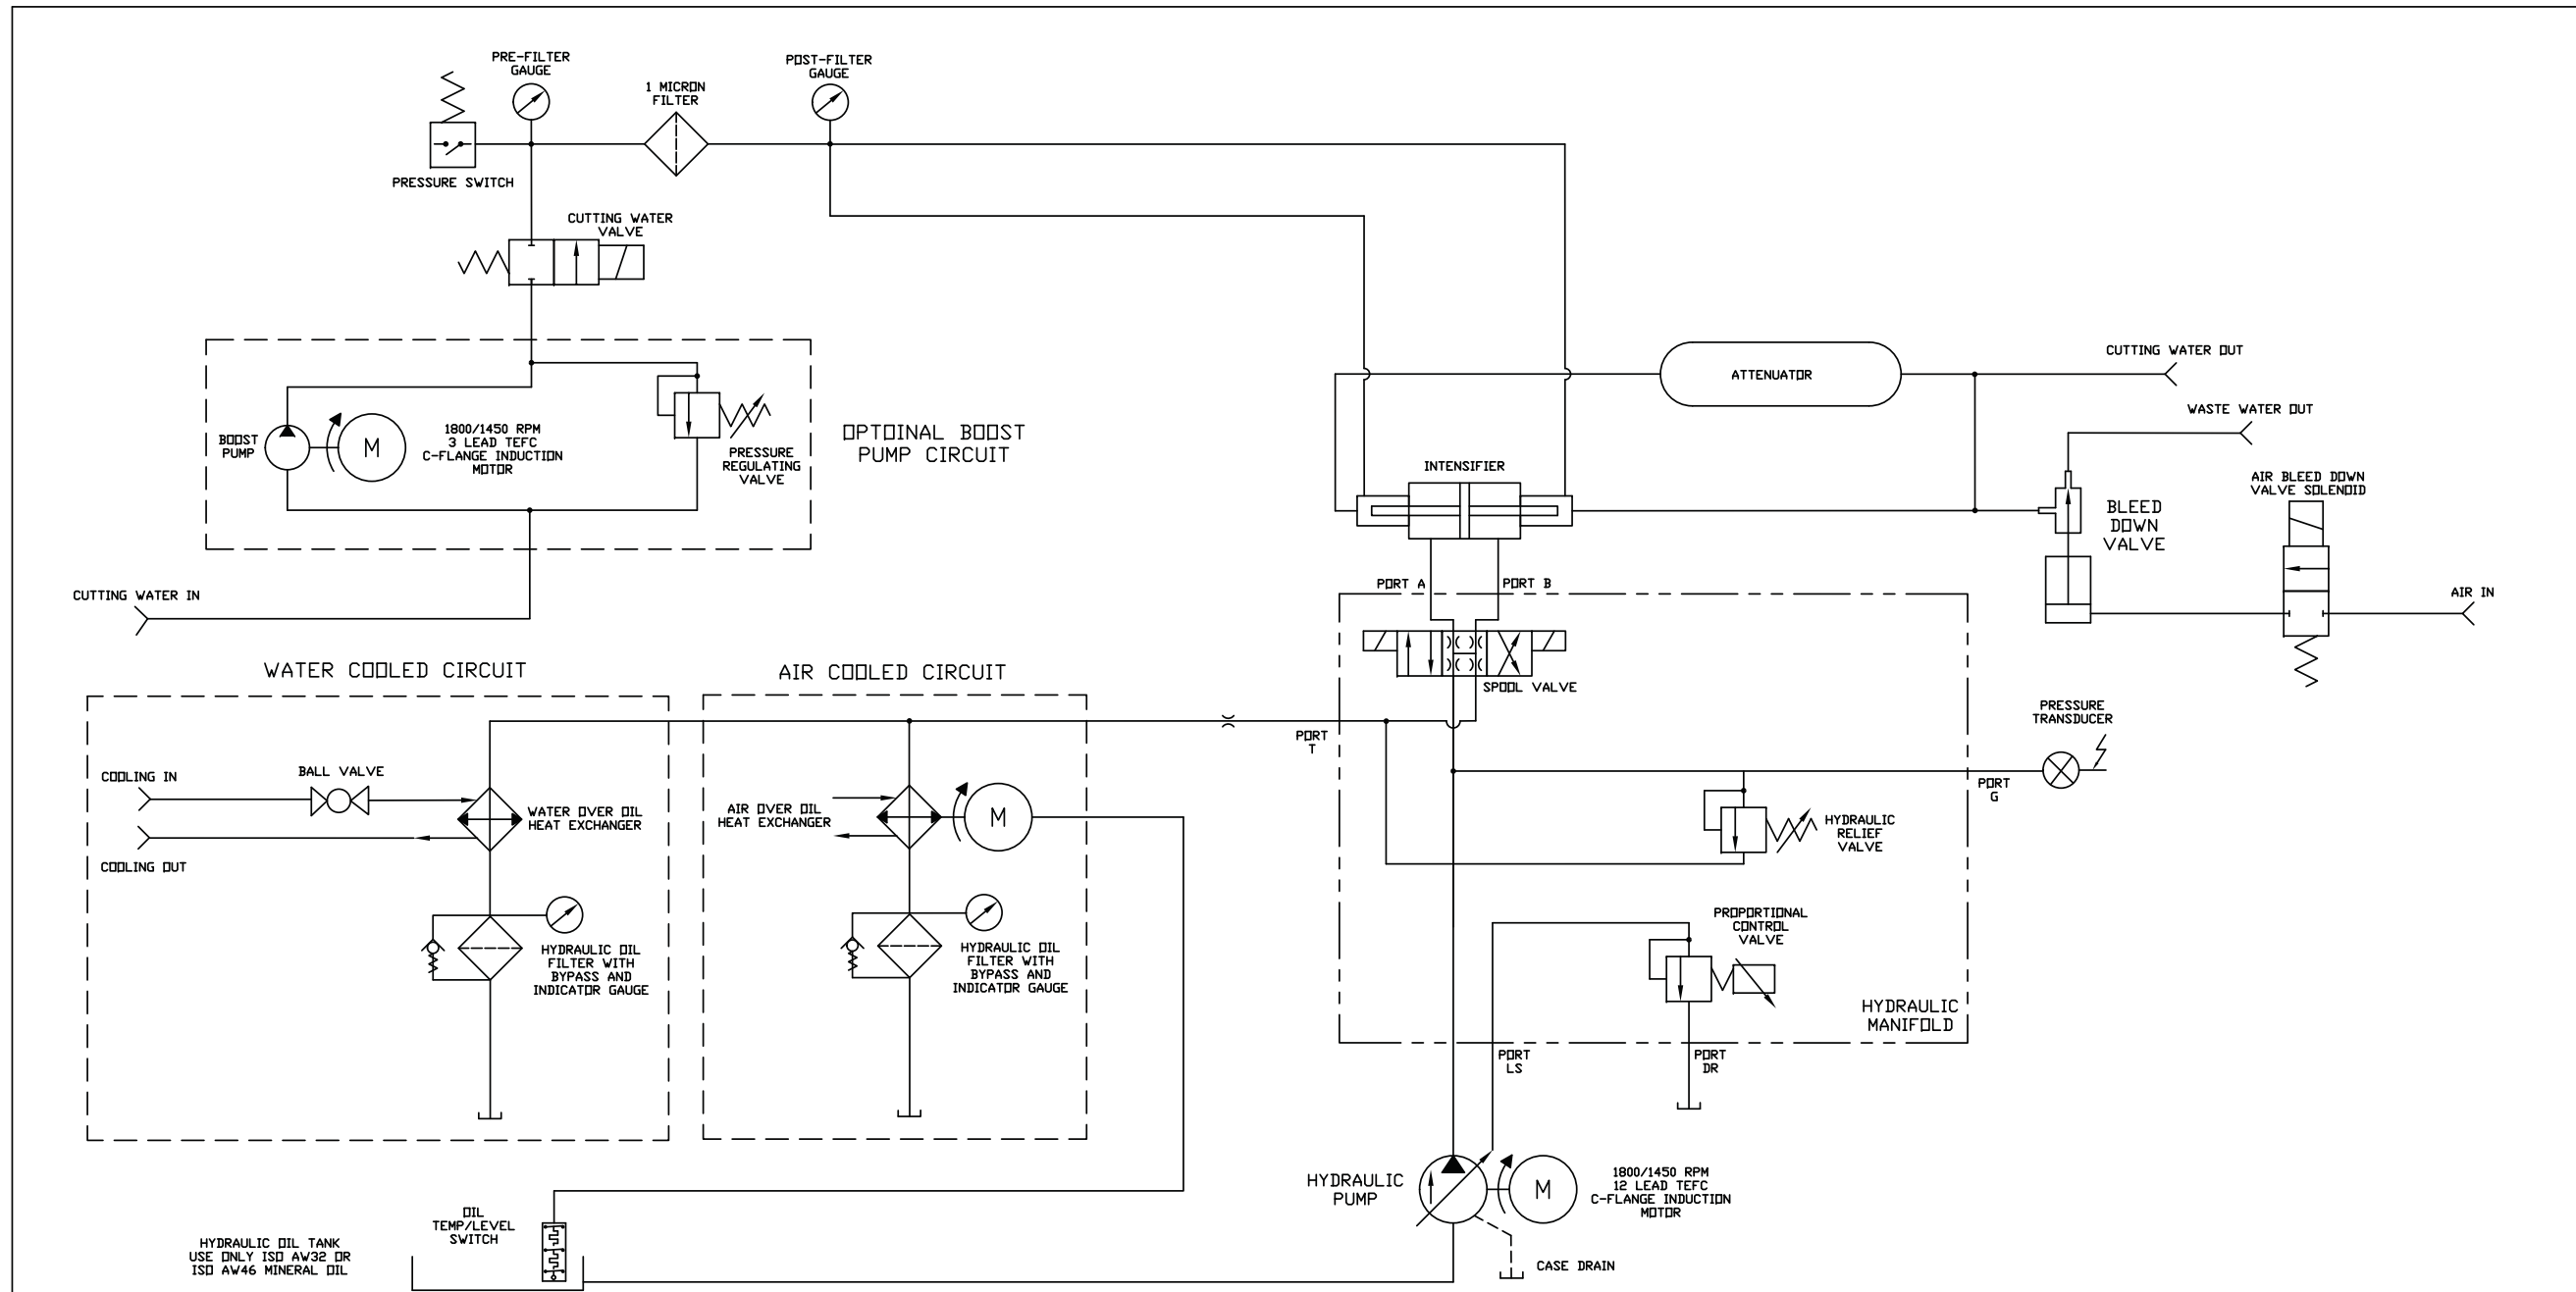 PRE-FILTER
GAUGE
POST-FILTER
GAUGE
1 MICRON
FILTER
PRESSURE SWITCH
CUTTING WATER
VALVE
BOOST
PUMP
M
1800/1450 RPM
3 LEAD TEFC
C-FLANGE INDUCTION
MOTOR
PRESSURE
REGULATING
VALVE
OPTOINAL BOOST
PUMP CIRCUIT
ATTENUATOR
CUTTING WATER OUT
WASTE WATER OUT
INTENSIFIER
AIR BLEED DOWN
VALVE SOLENOID
BLEED
DOWN
VALVE
CUTTING WATER IN
PORT A
PORT B
AIR IN
WATER COOLED CIRCUIT
AIR COOLED CIRCUIT
SPOOL VALVE
PRESSURE
TRANSDUCER
PORT
T
COOLING IN
BALL VALVE
WATER OVER OIL
HEAT EXCHANGER
COOLING OUT
AIR OVER OIL
HEAT EXCHANGER
M
PORT
G
HYDRAULIC
RELIEF
VALVE
HYDRAULIC OIL
FILTER WITH
BYPASS AND
INDICATOR GAUGE
HYDRAULIC OIL
FILTER WITH
BYPASS AND
INDICATOR GAUGE
PROPORTIONAL
CONTROL
VALVE
HYDRAULIC
MANIFOLD
PORT
LS
PORT
DR
HYDRAULIC
PUMP
M
1800/1450 RPM
12 LEAD TEFC
C-FLANGE INDUCTION
MOTOR
OIL
TEMP/LEVEL
SWITCH
HYDRAULIC OIL TANK
USE ONLY ISO AW32 OR
ISO AW46 MINERAL OIL
CASE DRAIN